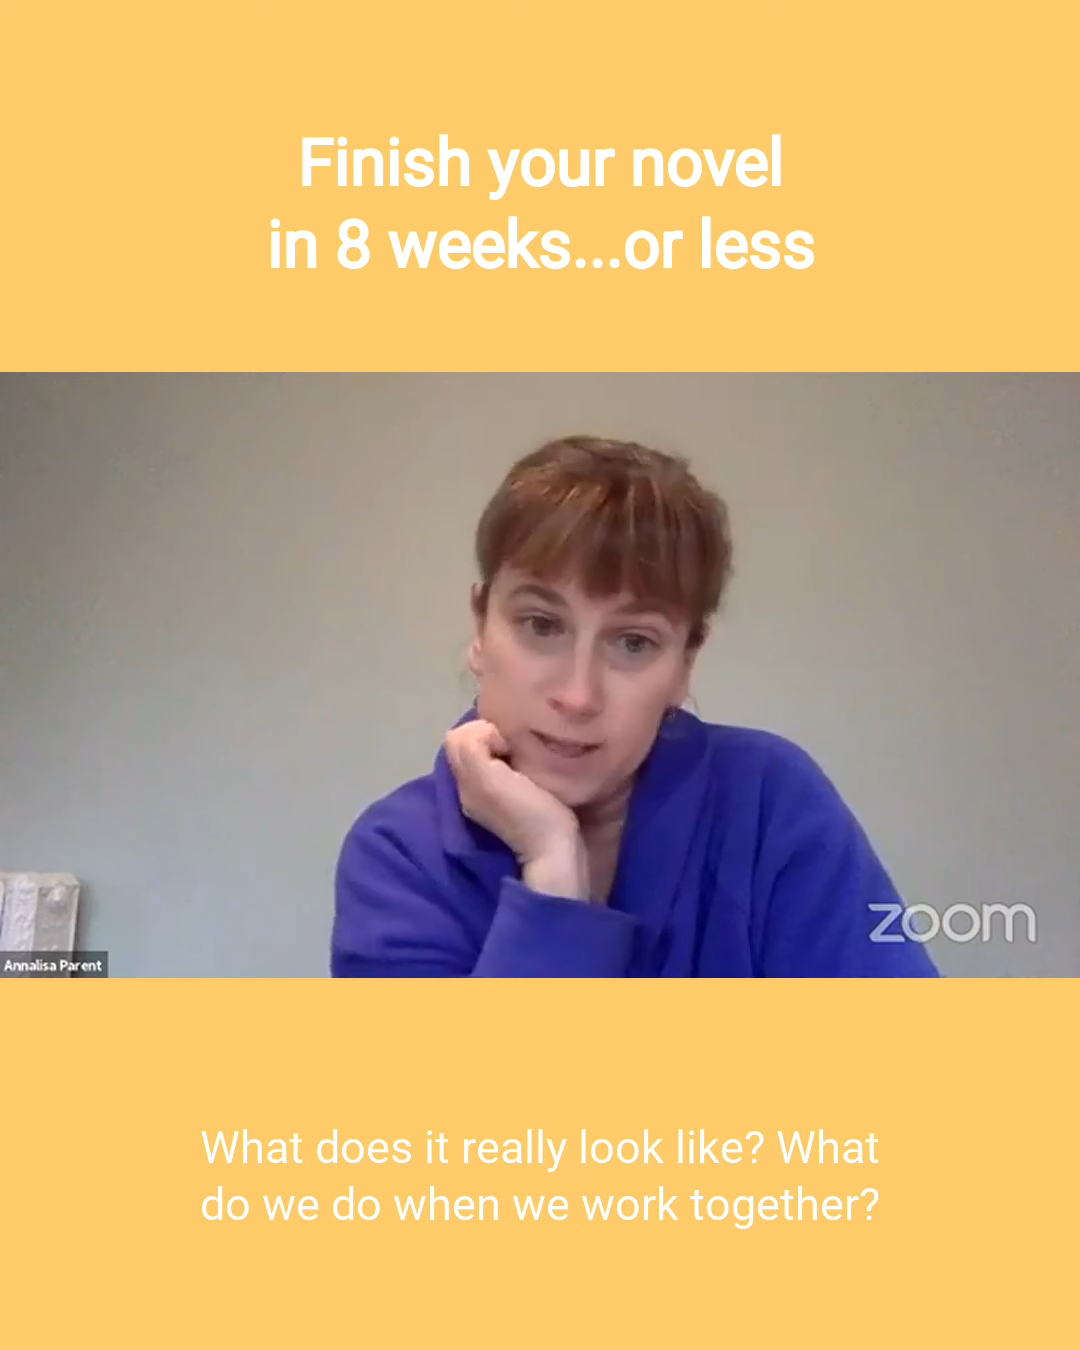 Finish your novel
in 8 weeks...or less
zoom
Annalisa Parent
What does it really look like? What
do we do when we work together?